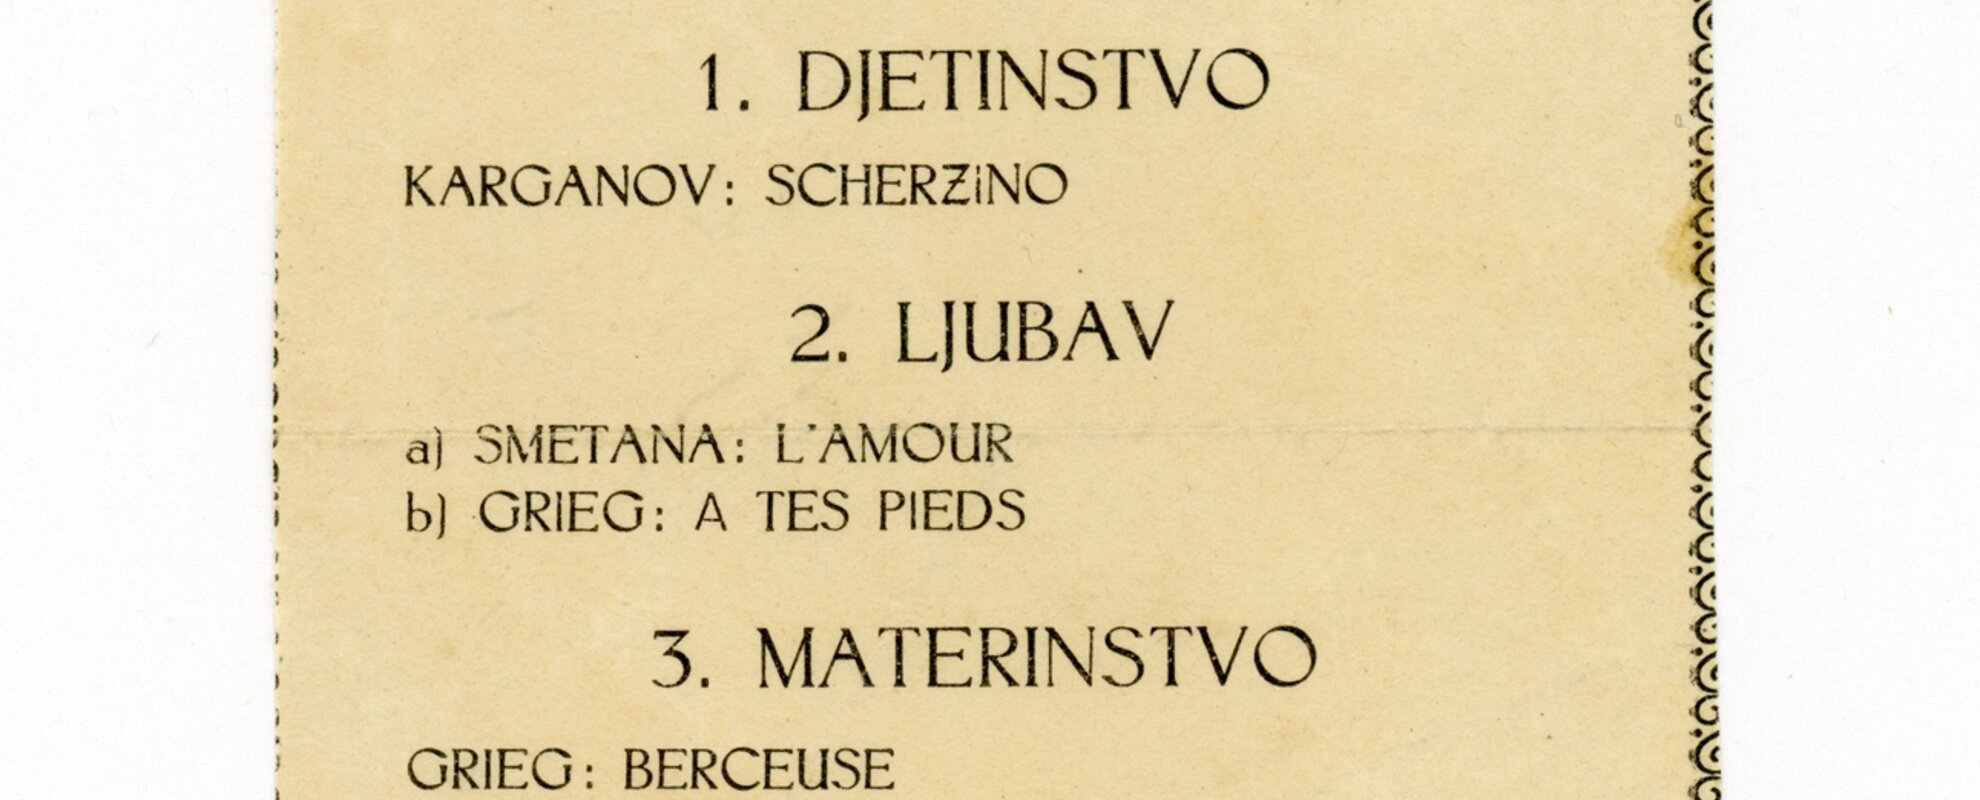 1. DJETINSTVO
KARGANOV: SCHERZiNO
2. LJUBAV
a) SMETANA: L'AMOUR
b) GRIEG: A TES PIEDS
3. MATERINSTVO
GRIEG: BERCEUSE